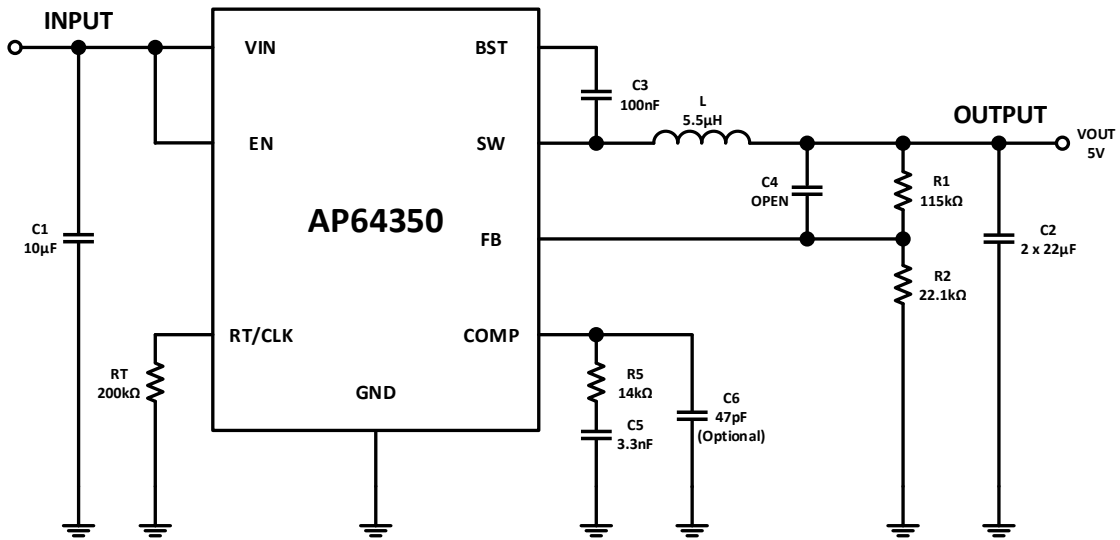 INPUT
VIN
BST
C3
100nF
L
5.5µH
OUTPUT
VOUT
5V
EN
SW
C4
OPEN
R1
115kΩ
AP64350
C1
10µF
FB
C2
2 x 22µF
R2
22.1kΩ
RT/CLK
COMP
RT
200kΩ
GND
R5
14kΩ
C6
47pF
(Optional)
C5
3.3nF